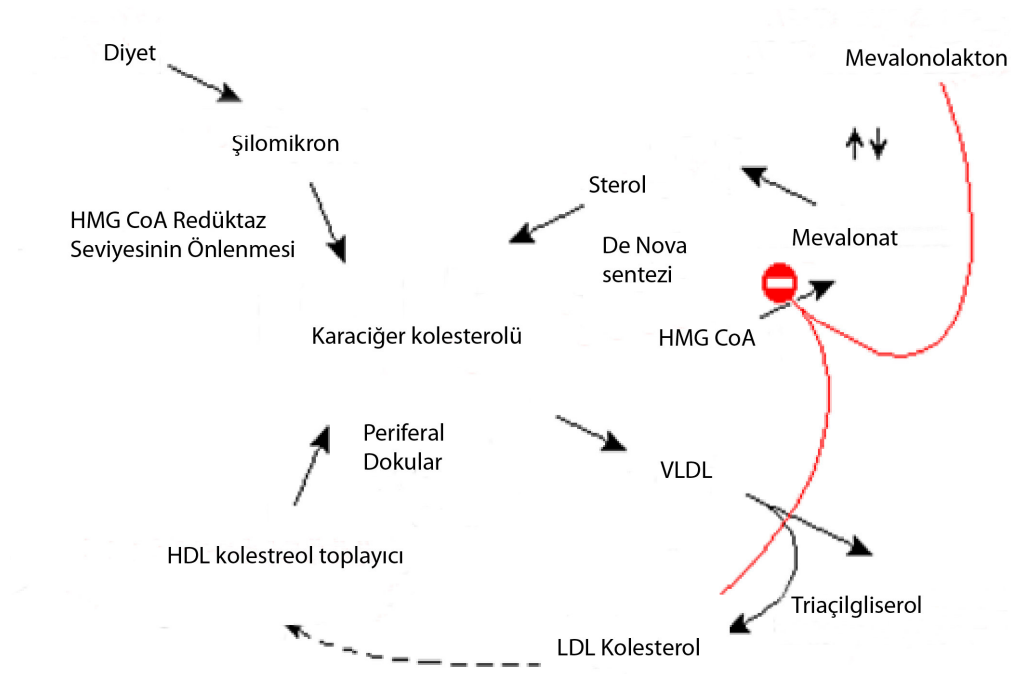 Diyet
Mevalonolakton
Şilomikron
Sterol
HMG CoA Redüktaz
Seviyesinin Önlenmesi
De Nova
sentezi
Mevalonat
Karaciğer kolesterolü
HMG CoA
Periferal
Dokular
VLDL
HDL kolestreol toplayıcı
Triaçilgliserol
LDL Kolesterol